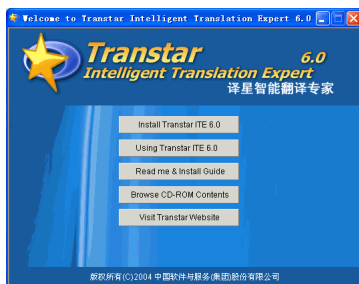 Welcome to Transtar Intelligent Translation Expert 6.0
Transtar 6.0
Intelligent Translation Expert
译星智能翻译专家
Install Transtar ITE 6.0
Using Transtar ITE 6.0
Read me & Install Guide
Browse CD-ROM Contents
Visit Transtar Website
版权所有(C)2004 中国软件与服务(集团)股份有限公司